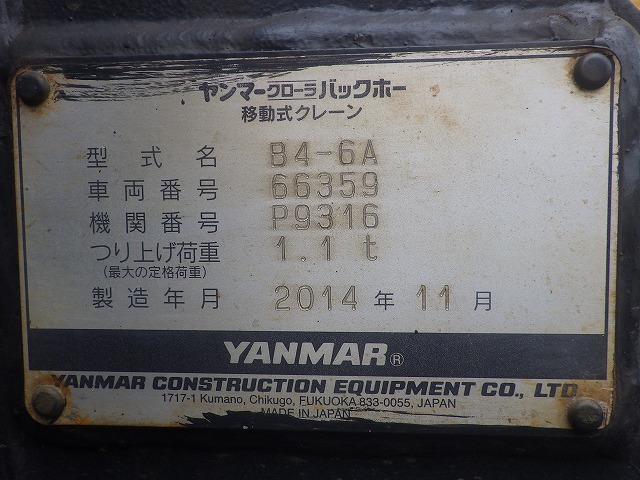 ヤンマークローラバックホー
移動式クレーン
型式名 B4-6A
車両番号 66359
機関番号 P9316
つり上げ荷重 1.1 t
(最大の定格荷重)
製造年月 2014 年 11 月
YANMAR®
YANMAR CONSTRUCTION EQUIPMENT CO., LTD
1717-1 Kumano, Chikugo, FUKUOKA 833-0055, JAPAN
MADE IN JAPAN